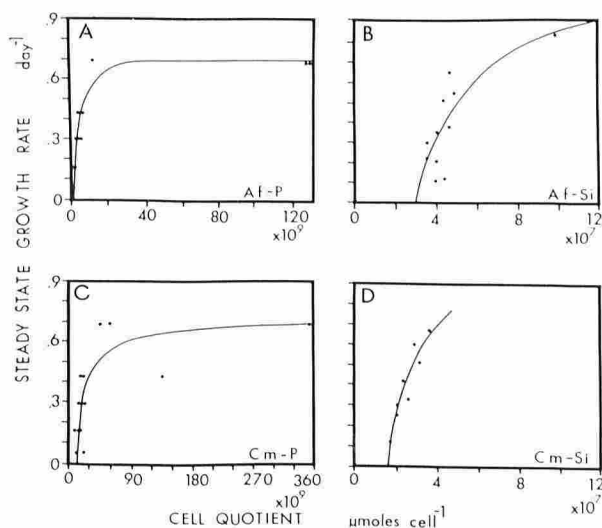 STEADY STATE GROWTH RATE day⁻¹
A
.9
.6
.3
0
Af-P
0 40 80 120
x10⁹
B
Af-Si
0 4 8 12
x10⁷
C
.9
.6
.3
0
Cm-P
0 90 180 270 360
x10⁹
D
Cm-Si
0 4 8 12
x10⁷
CELL QUOTIENT μmoles cell⁻¹